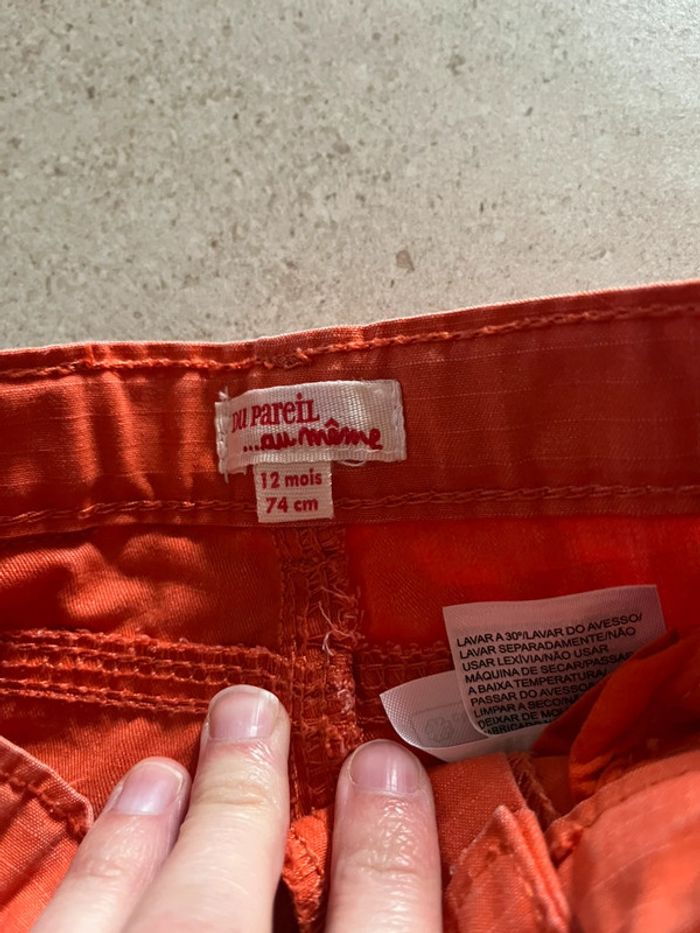 DU PAREIL
...au même
12 mois
74 cm
LAVAR A 30º/LAVAR DO AVESSO/
LAVAR SEPARADAMENTE/NÃO
USAR LEXÍVIA/NÃO USAR
MÁQUINA DE SECAR/PASSAR
A BAIXA TEMPERATURA/
PASSAR DO AVESSO/
LIMPAR A SECO/NÃO
DEIXAR DE